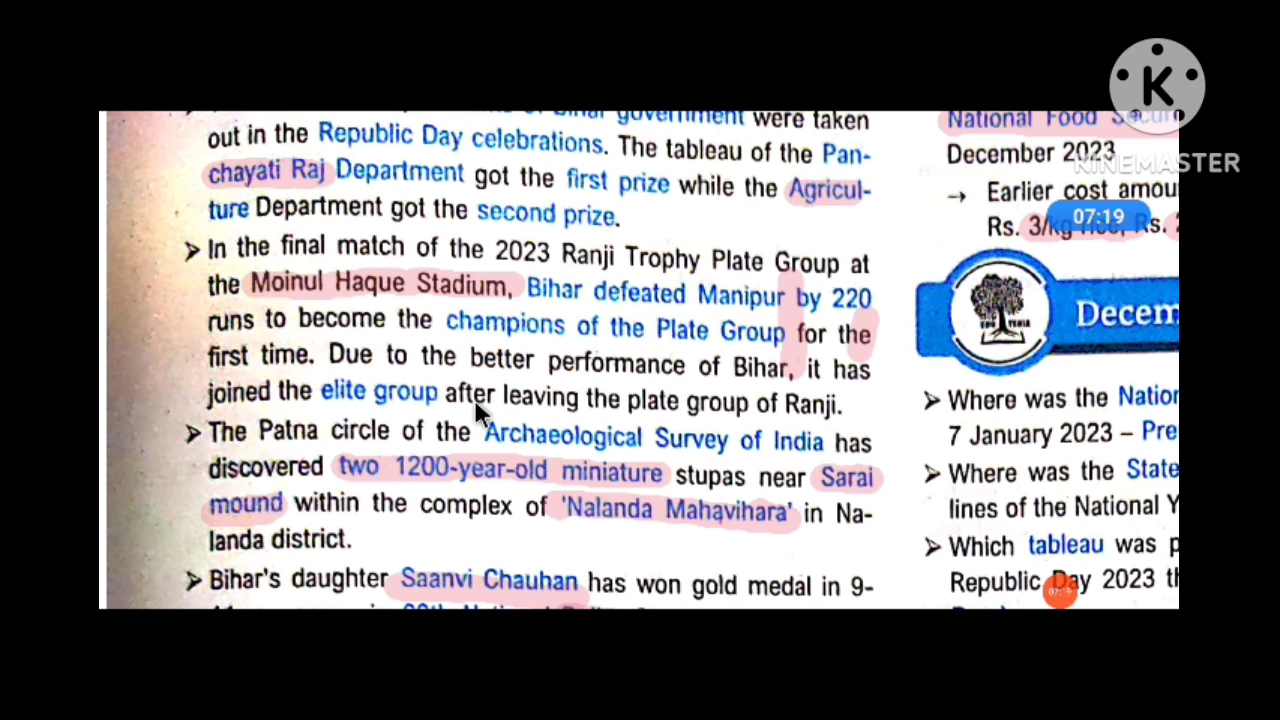 government were taken
out in the Republic Day celebrations. The tableau of the Pan-
chayati Raj Department got the first prize while the Agricul-
ture Department got the second prize.
➤ In the final match of the 2023 Ranji Trophy Plate Group at
the Moinul Haque Stadium, Bihar defeated Manipur by 220
runs to become the champions of the Plate Group for the
first time. Due to the better performance of Bihar, it has
joined the elite group after leaving the plate group of Ranji.
➤ The Patna circle of the Archaeological Survey of India has
discovered two 1200-year-old miniature stupas near Sarai
mound within the complex of 'Nalanda Mahavihara' in Na-
landa district.
➤ Bihar's daughter Saanvi Chauhan has won gold medal in 9-
National Food
December 2023
→ Earlier cost amou
Rs. 3/kg Rs.
Decem
➤ Where was the Nation
7 January 2023 – Pre
➤ Where was the State
lines of the National Y
➤ Which tableau was p
Republic Day 2023 th
K
KINEMASTER
07:19